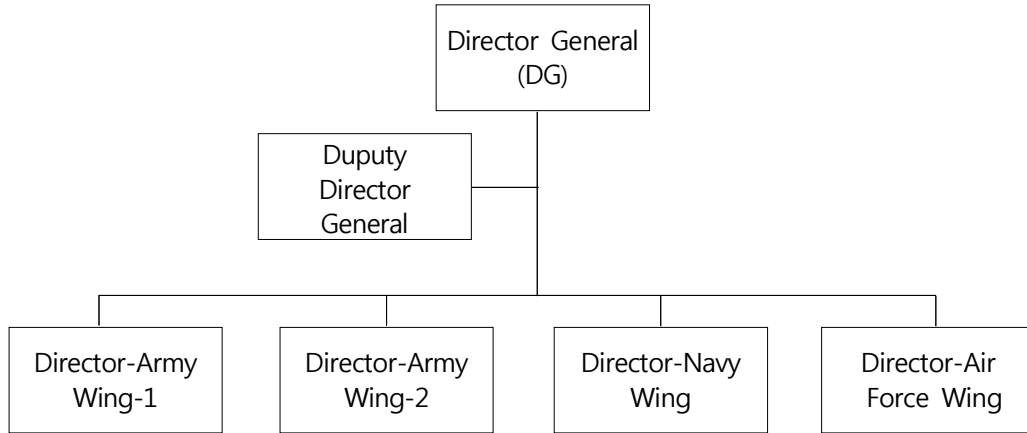 Director General
(DG)
Duputy
Director
General
Director-Army
Wing-1
Director-Army
Wing-2
Director-Navy
Wing
Director-Air
Force Wing